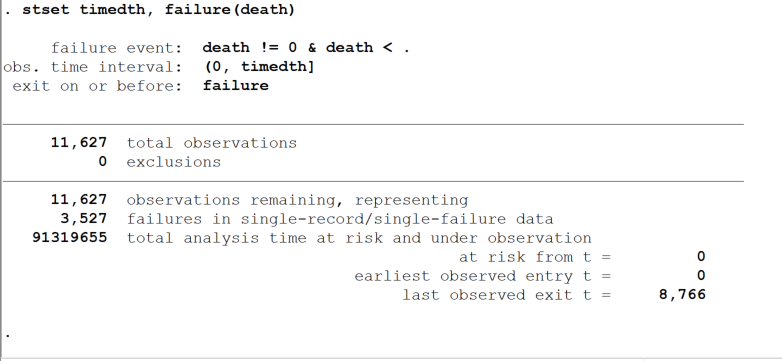 . stset timedth, failure(death)
failure event: death != 0 & death < .
obs. time interval: (0, timedth]
exit on or before: failure
11,627 total observations
0 exclusions
11,627 observations remaining, representing
3,527 failures in single-record/single-failure data
91319655 total analysis time at risk and under observation
at risk from t = 0
earliest observed entry t = 0
last observed exit t = 8,766
.